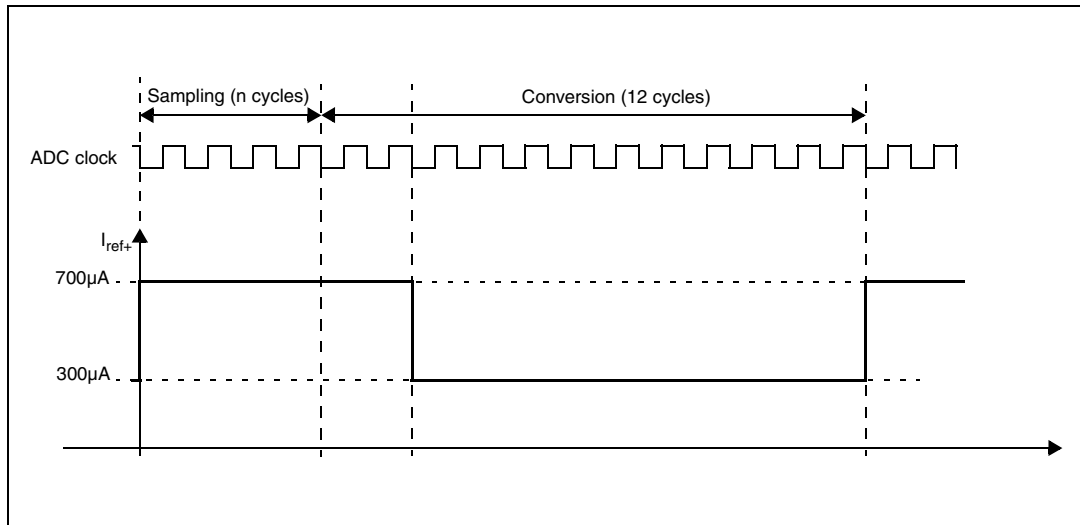 Sampling (n cycles)
Conversion (12 cycles)
ADC clock
Iref+
700µA
300µA